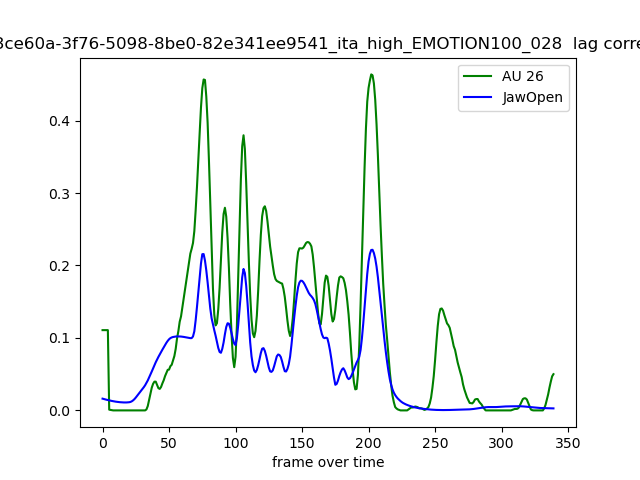 3ce60a-3f76-5098-8be0-82e341ee9541_ita_high_EMOTION100_028 lag corre
AU 26
JawOpen
0.4
0.3
0.2
0.1
0.0
0 50 100 150 200 250 300 350
frame over time